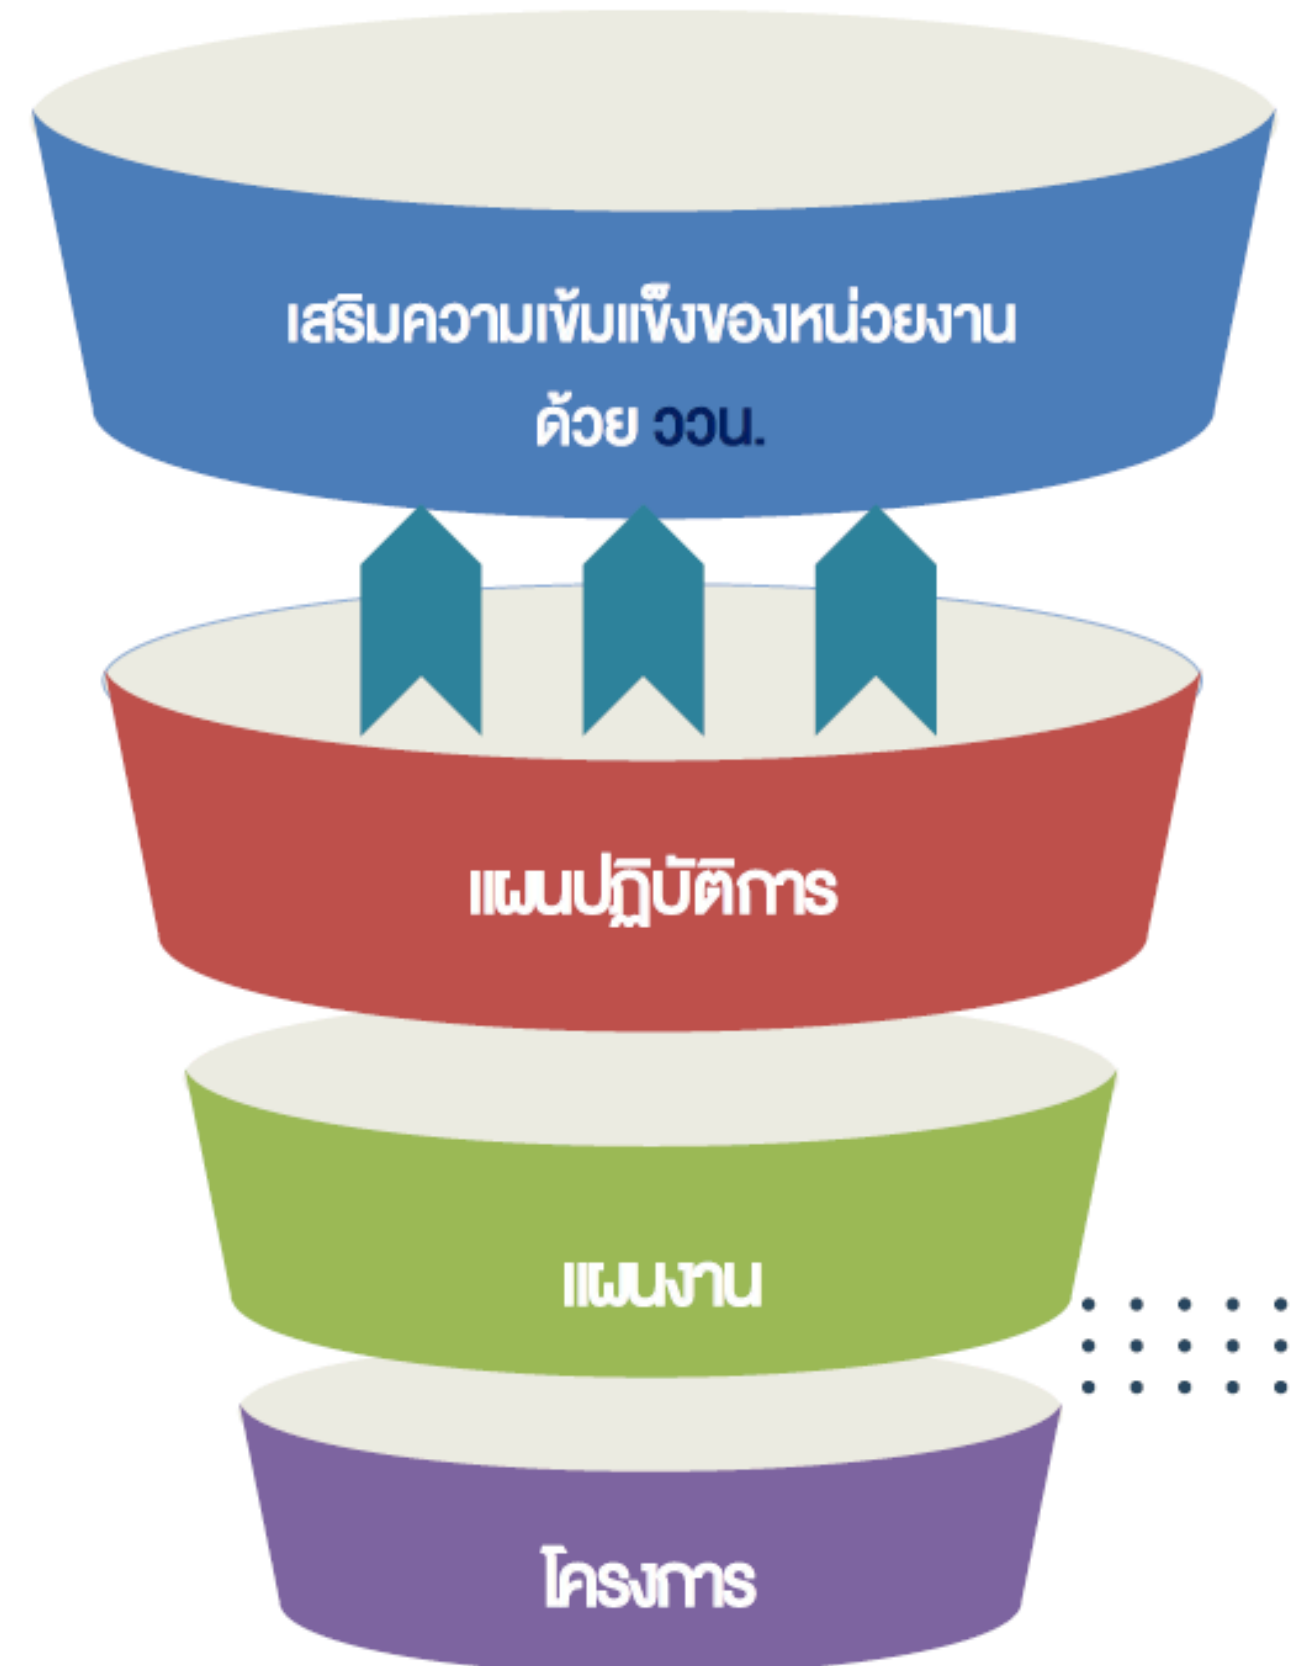 เสริมความเข้มแข็งของหน่วยงาน
ด้วย ววน.
แผนปฏิบัติการ
แผนงาน
โครงการ